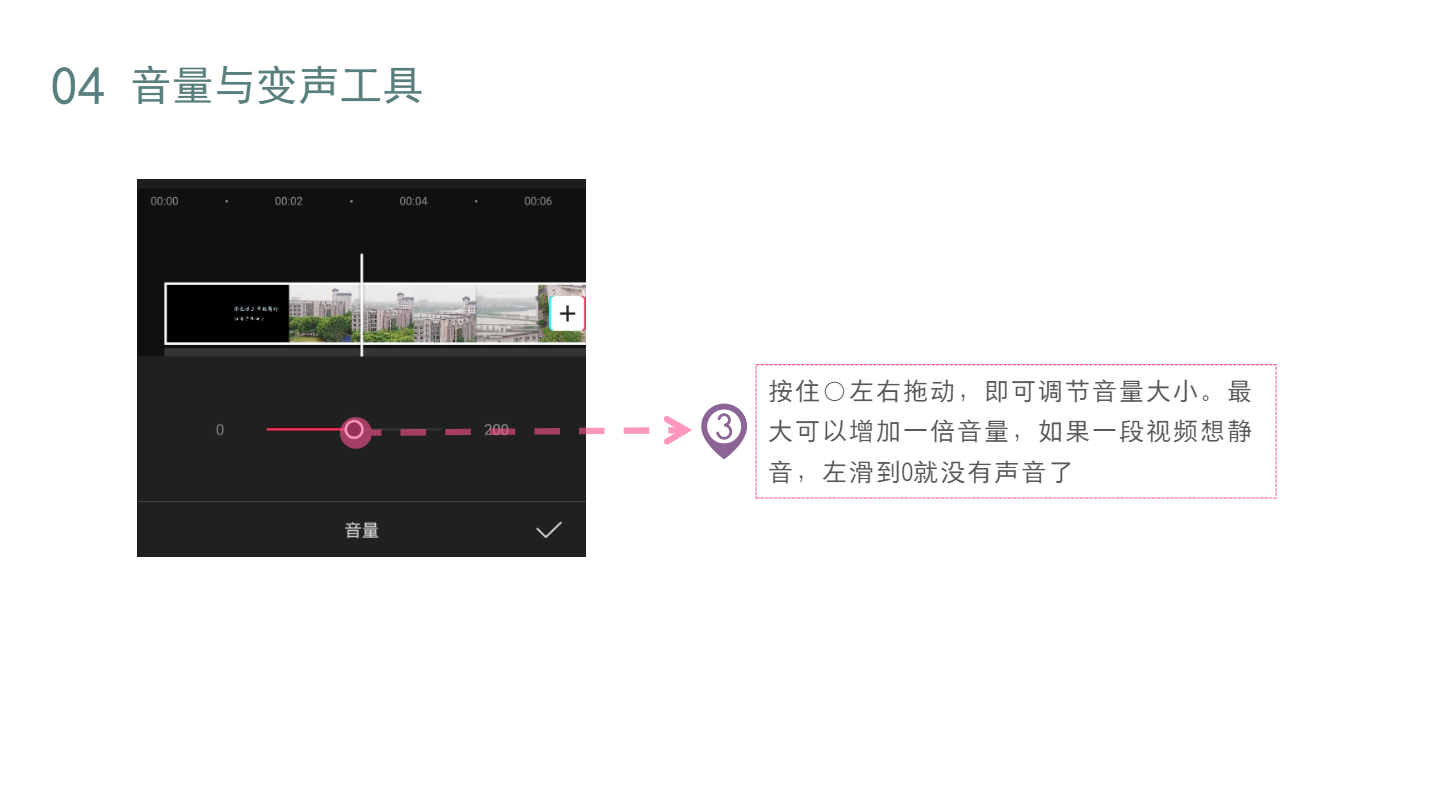 04 音量与变声工具
00:00 · 00:02 · 00:04 · 00:06
0 200
音量
3
按住○左右拖动，即可调节音量大小。最
大可以增加一倍音量，如果一段视频想静
音，左滑到0就没有声音了